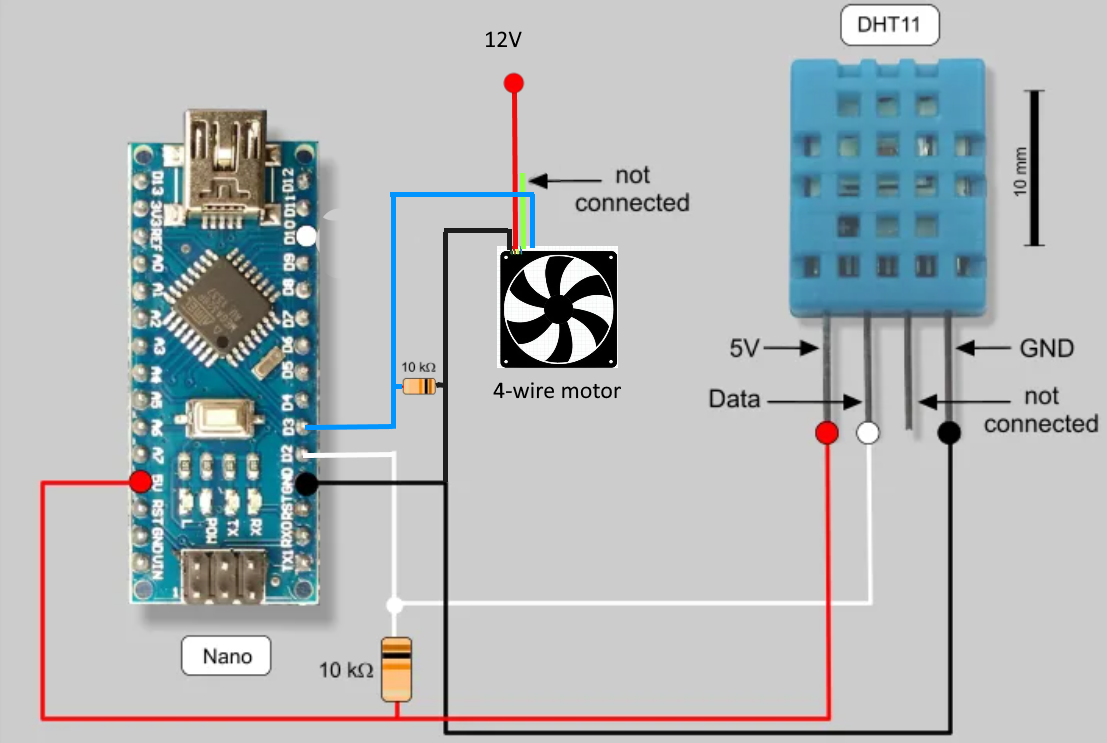 DHT11
12V
not
connected
10 mm
D13
3V3
REF
A0
A1
A2
A3
A4
A5
A6
A7
5V
RST
GND
VIN
D12
D11
D10
D9
D8
D7
D6
D5
D4
D3
D2
GND
RST
RX0
TX1
L
POW
TX
RX
1
10 kΩ
4-wire motor
5V
GND
Data
not
connected
Nano
10 kΩ